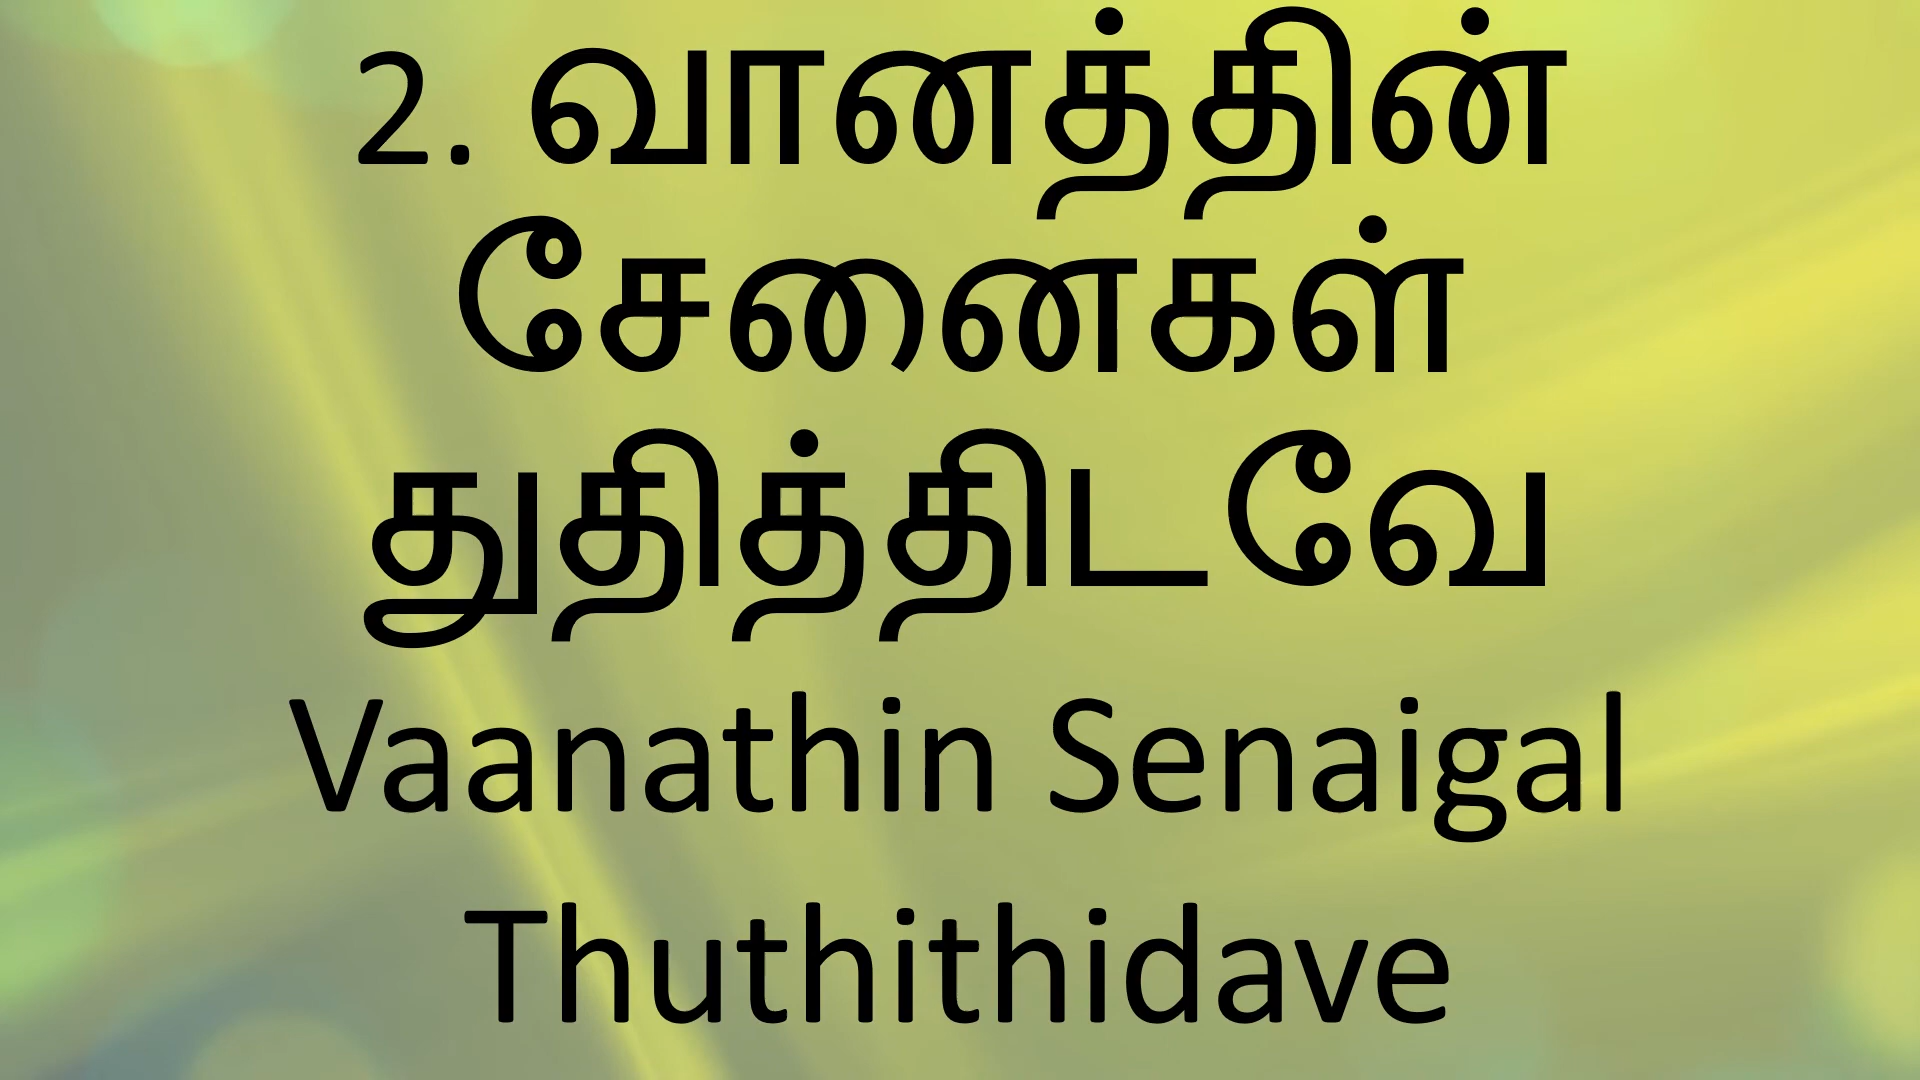 2. வானத்தின்
சேனைகள்
துதித்திடவே
Vaanathin Senaigal
Thuthithidave